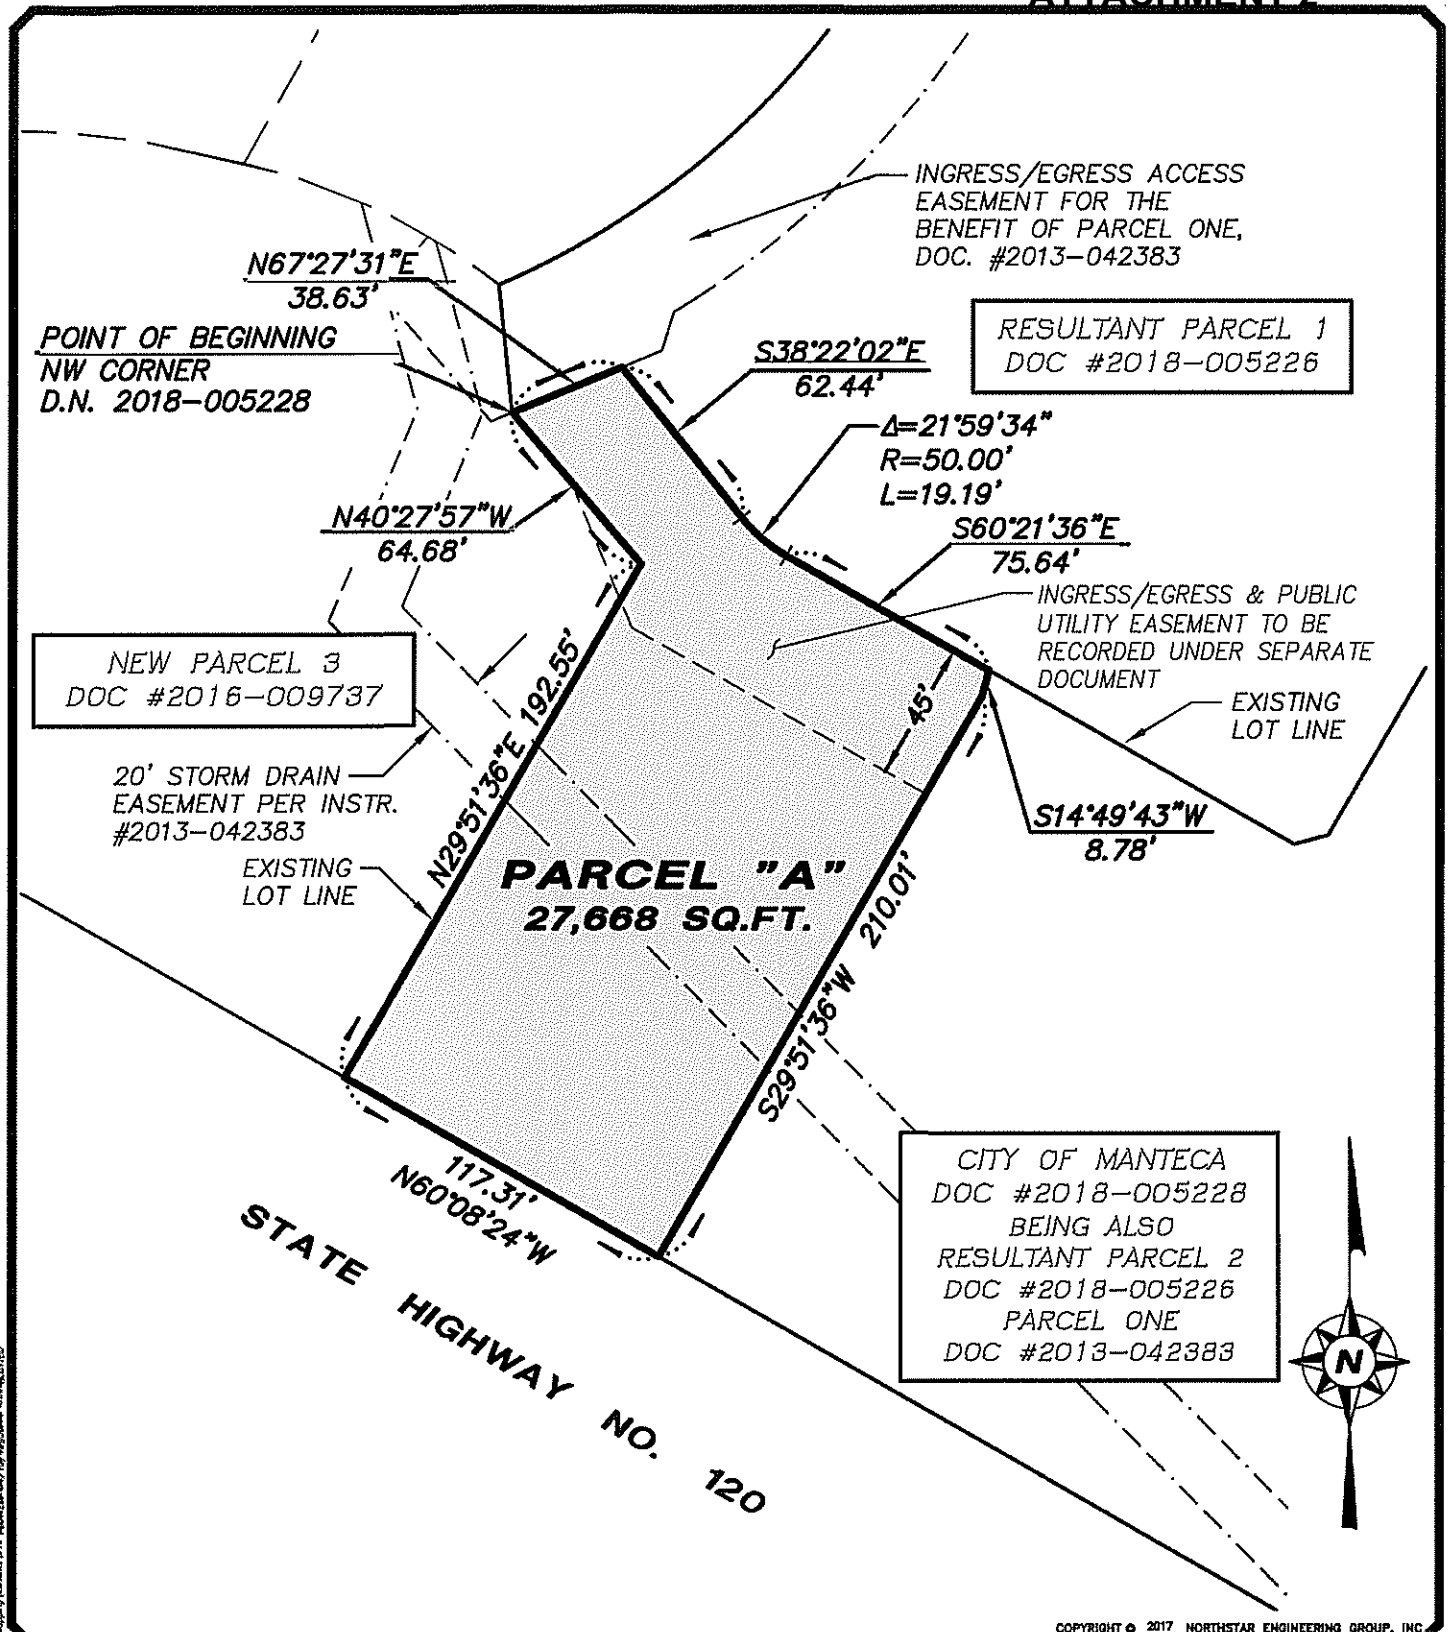 ATTACHMENT 2
INGRESS/EGRESS ACCESS
EASEMENT FOR THE
BENEFIT OF PARCEL ONE,
DOC. #2013-042383
N67°27'31"E
38.63'
POINT OF BEGINNING
NW CORNER
D.N. 2018-005228
RESULTANT PARCEL 1
DOC #2018-005226
S38°22'02"E
62.44'
Δ=21°59'34"
R=50.00'
L=19.19'
N40°27'57"W
64.68'
S60°21'36"E
75.64'
INGRESS/EGRESS & PUBLIC
UTILITY EASEMENT TO BE
RECORDED UNDER SEPARATE
DOCUMENT
NEW PARCEL 3
DOC #2016-009737
EXISTING
LOT LINE
45'
N29°51'36"E 192.55'
20' STORM DRAIN
EASEMENT PER INSTR.
#2013-042383
S14°49'43"W
8.78'
EXISTING
LOT LINE
PARCEL "A"
27,668 SQ.FT.
S29°51'36"W 210.01'
117.31'
N60°08'24"W
STATE HIGHWAY NO. 120
CITY OF MANTECA
DOC #2018-005228
BEING ALSO
RESULTANT PARCEL 2
DOC #2018-005226
PARCEL ONE
DOC #2013-042383
N
COPYRIGHT © 2017 NORTHSTAR ENGINEERING GROUP, INC.